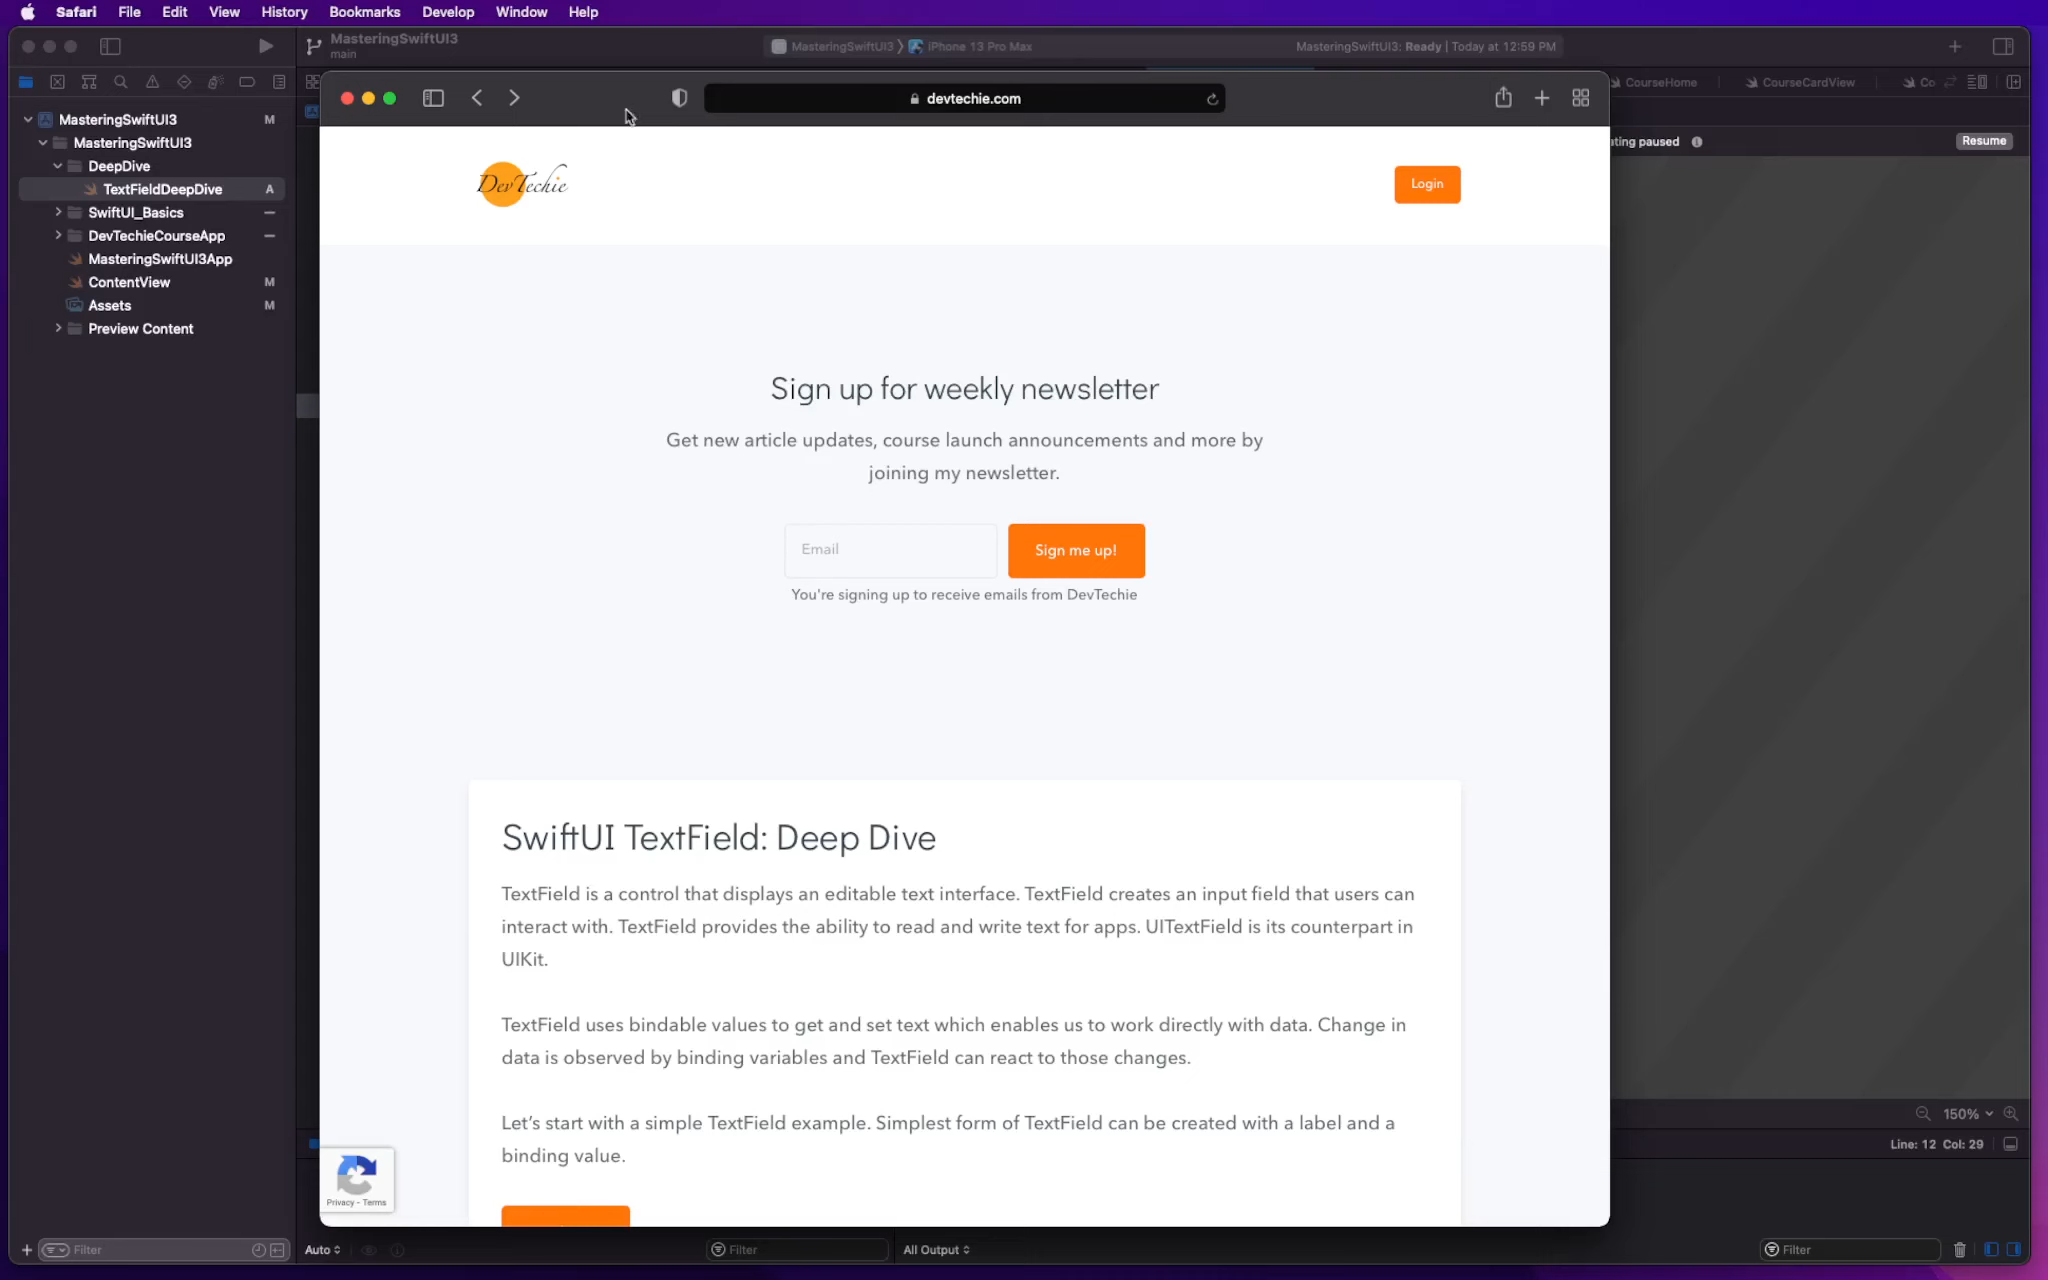 Safari File Edit View History Bookmarks Develop Window Help
MasteringSwiftUI3
main
MasteringSwiftUI3 iPhone 13 Pro Max
MasteringSwiftUI3: Ready | Today at 12:59 PM
devtechie.com
CourseHome CourseCardView Co
MasteringSwiftUI3 M
MasteringSwiftUI3
DeepDive
TextFieldDeepDive A
SwiftUI_Basics
DevTechieCourseApp
MasteringSwiftUI3App
ContentView M
Assets M
Preview Content
ating paused
Resume
DevTechie
Login
Sign up for weekly newsletter
Get new article updates, course launch announcements and more by
joining my newsletter.
Email
Sign me up!
You're signing up to receive emails from DevTechie
SwiftUI TextField: Deep Dive
TextField is a control that displays an editable text interface. TextField creates an input field that users can
interact with. TextField provides the ability to read and write text for apps. UITextField is its counterpart in
UIKit.
TextField uses bindable values to get and set text which enables us to work directly with data. Change in
data is observed by binding variables and TextField can react to those changes.
Let's start with a simple TextField example. Simplest form of TextField can be created with a label and a
binding value.
Privacy - Terms
150%
Line: 12 Col: 29
Filter
Auto
Filter
All Output
Filter